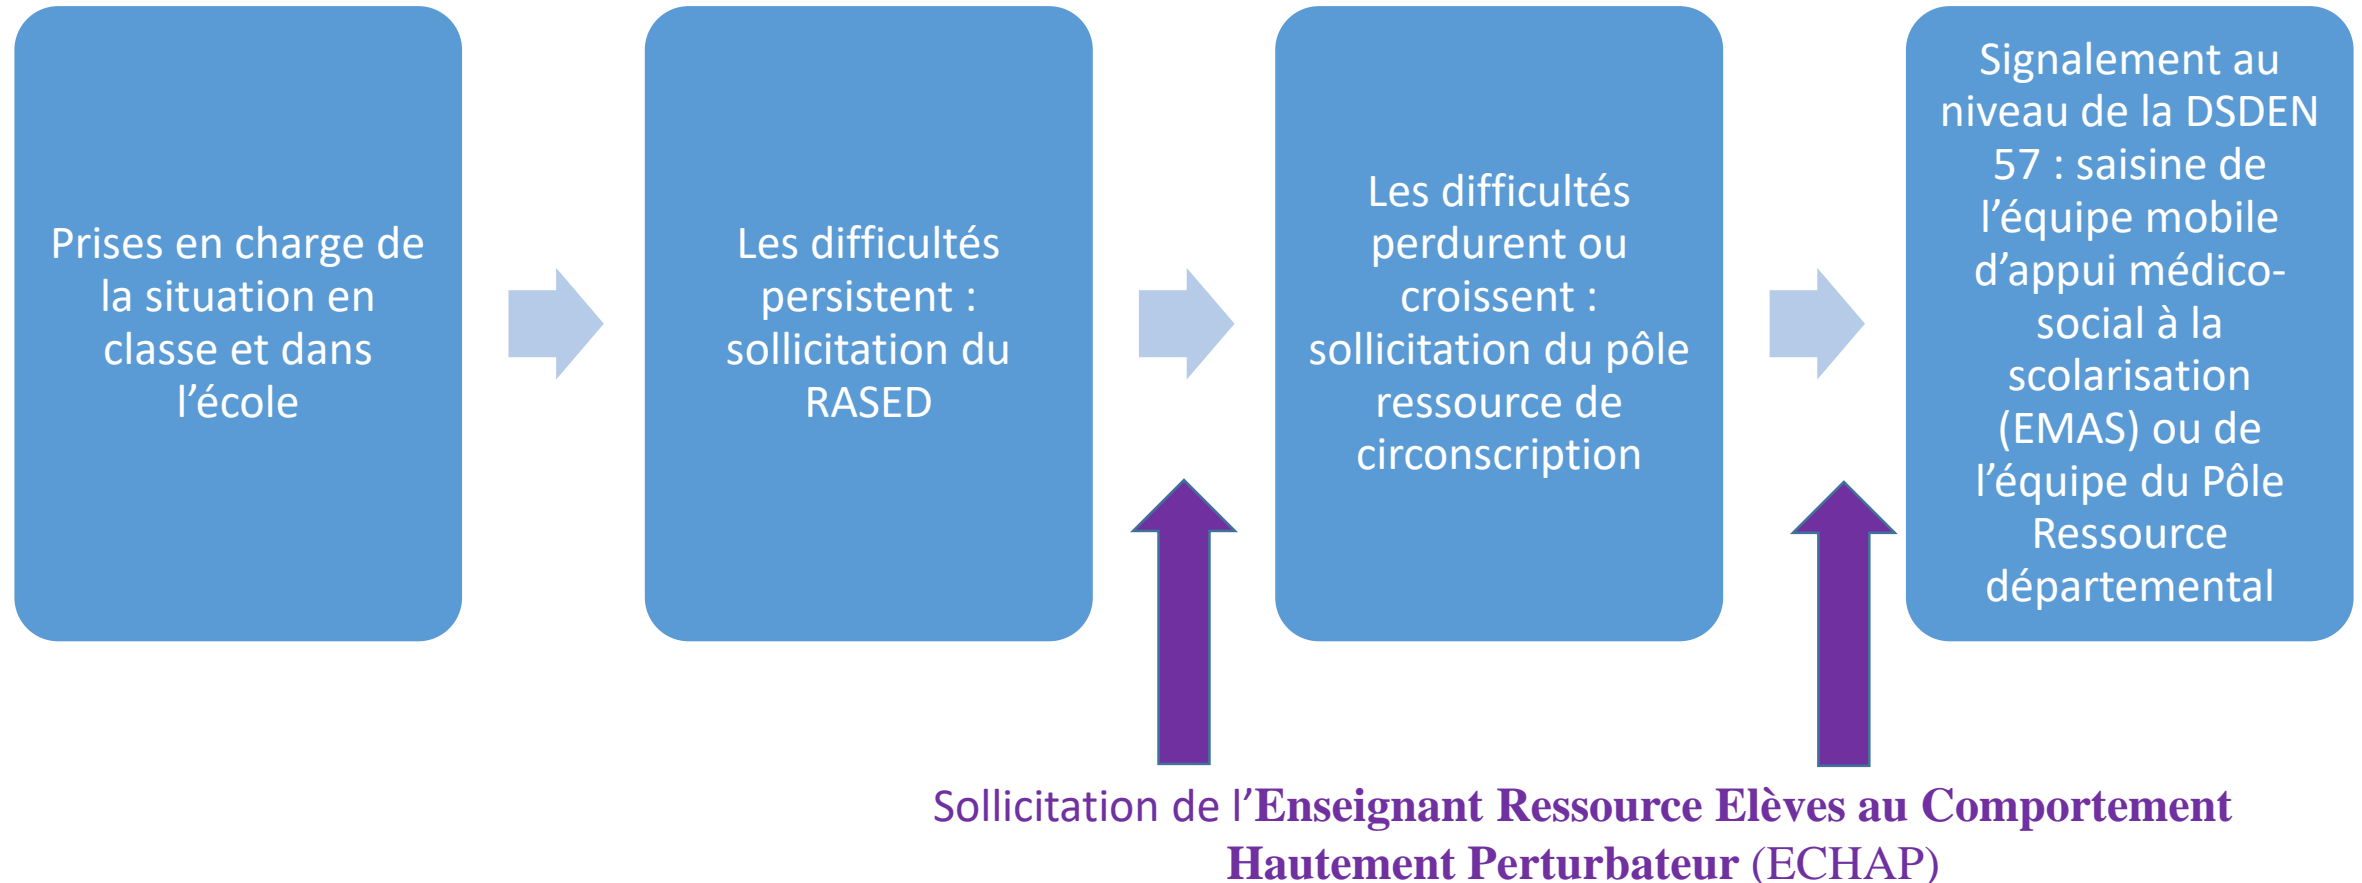 Prises en charge de
la situation en
classe et dans
l’école
Les difficultés
persistent :
sollicitation du
RASED
Les difficultés
perdurent ou
croissent :
sollicitation du pôle
ressource de
circonscription
Signalement au
niveau de la DSDEN
57 : saisine de
l’équipe mobile
d’appui médico-
social à la
scolarisation
(EMAS) ou de
l’équipe du Pôle
Ressource
départemental
Sollicitation de l’Enseignant Ressource Elèves au Comportement
Hautement Perturbateur (ECHAP)